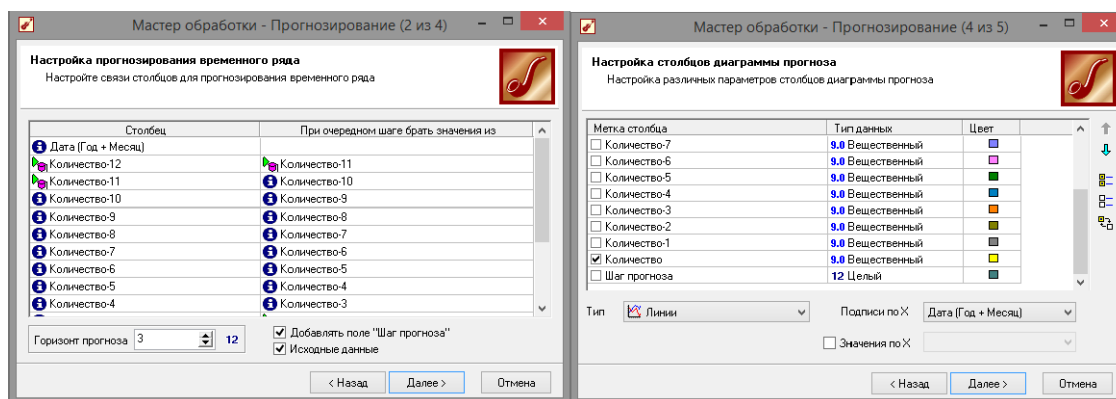 Мастер обработки - Прогнозирование (2 из 4)
Настройка прогнозирования временного ряда
Настройте связи столбцов для прогнозирования временного ряда
Столбец При очередном шаге брать значения из
Дата (Год + Месяц)
Количество-12 Количество-11
Количество-11 Количество-10
Количество-10 Количество-9
Количество-9 Количество-8
Количество-8 Количество-7
Количество-7 Количество-6
Количество-6 Количество-5
Количество-5 Количество-4
Количество-4 Количество-3
Горизонт прогноза 3 12
Добавлять поле "Шаг прогноза"
Исходные данные
< Назад Далее > Отмена
Мастер обработки - Прогнозирование (4 из 5)
Настройка столбцов диаграммы прогноза
Настройка различных параметров столбцов диаграммы прогноза
Метка столбца Тип данных Цвет
Количество-7 9.0 Вещественный
Количество-6 9.0 Вещественный
Количество-5 9.0 Вещественный
Количество-4 9.0 Вещественный
Количество-3 9.0 Вещественный
Количество-2 9.0 Вещественный
Количество-1 9.0 Вещественный
Количество 9.0 Вещественный
Шаг прогноза 12 Целый
Тип Линии Подписи по X Дата (Год + Месяц)
Значения по X
< Назад Далее > Отмена